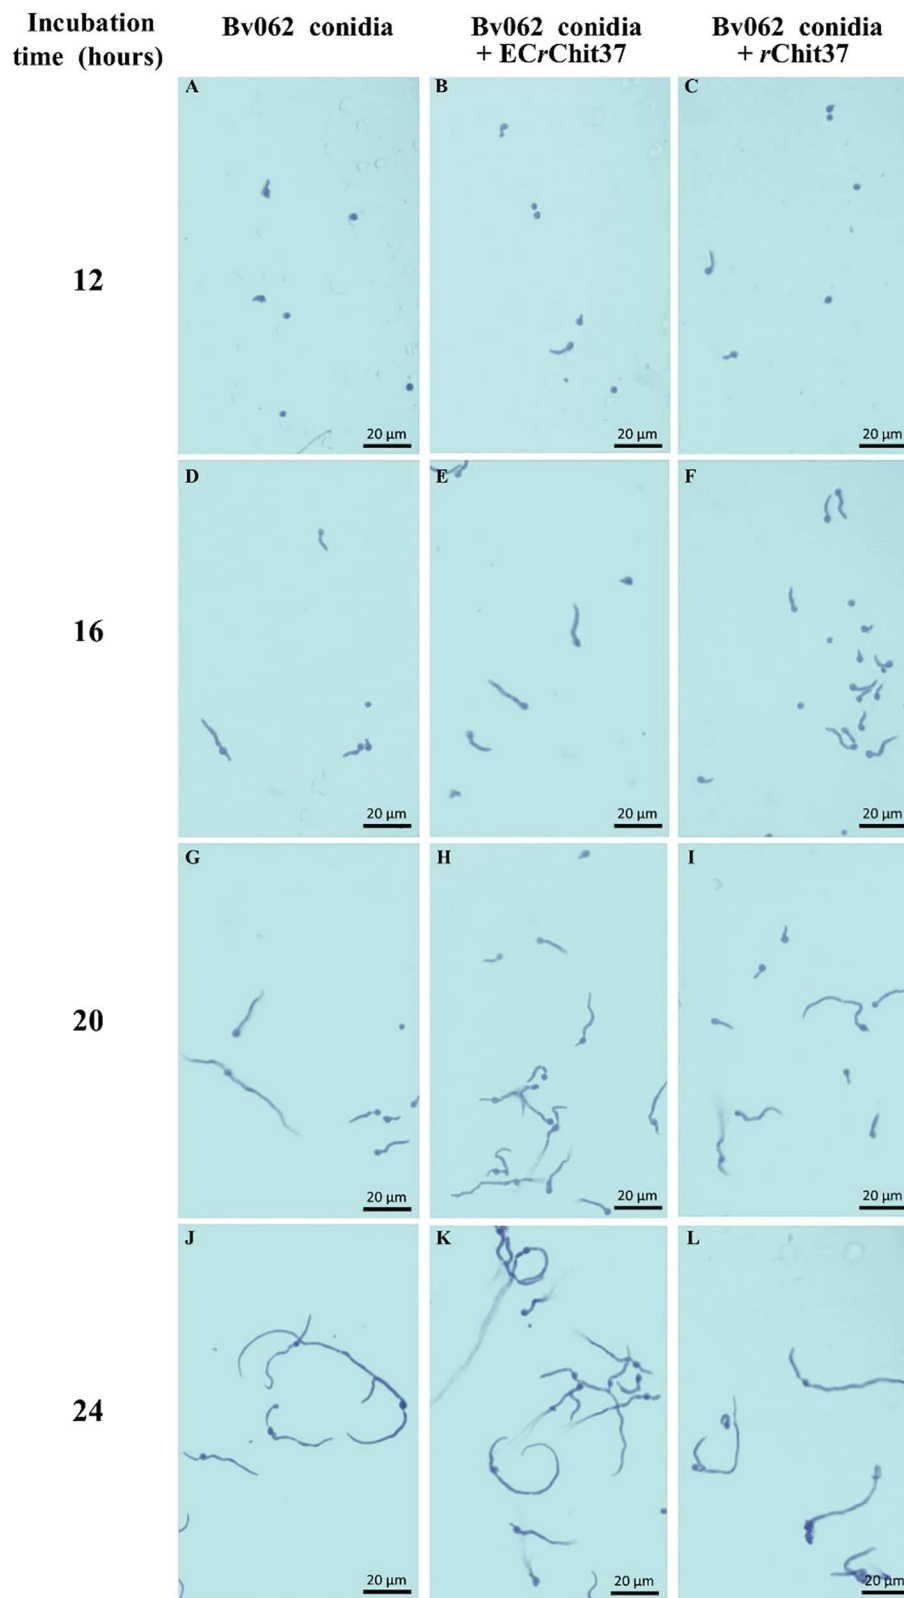 Incubation
time (hours)
Bv062 conidia
Bv062 conidia
+ ECrChit37
Bv062 conidia
+ rChit37
12
A
20 µm
B
20 µm
C
20 µm
16
D
20 µm
E
20 µm
F
20 µm
20
G
20 µm
H
20 µm
I
20 µm
24
J
20 µm
K
20 µm
L
20 µm